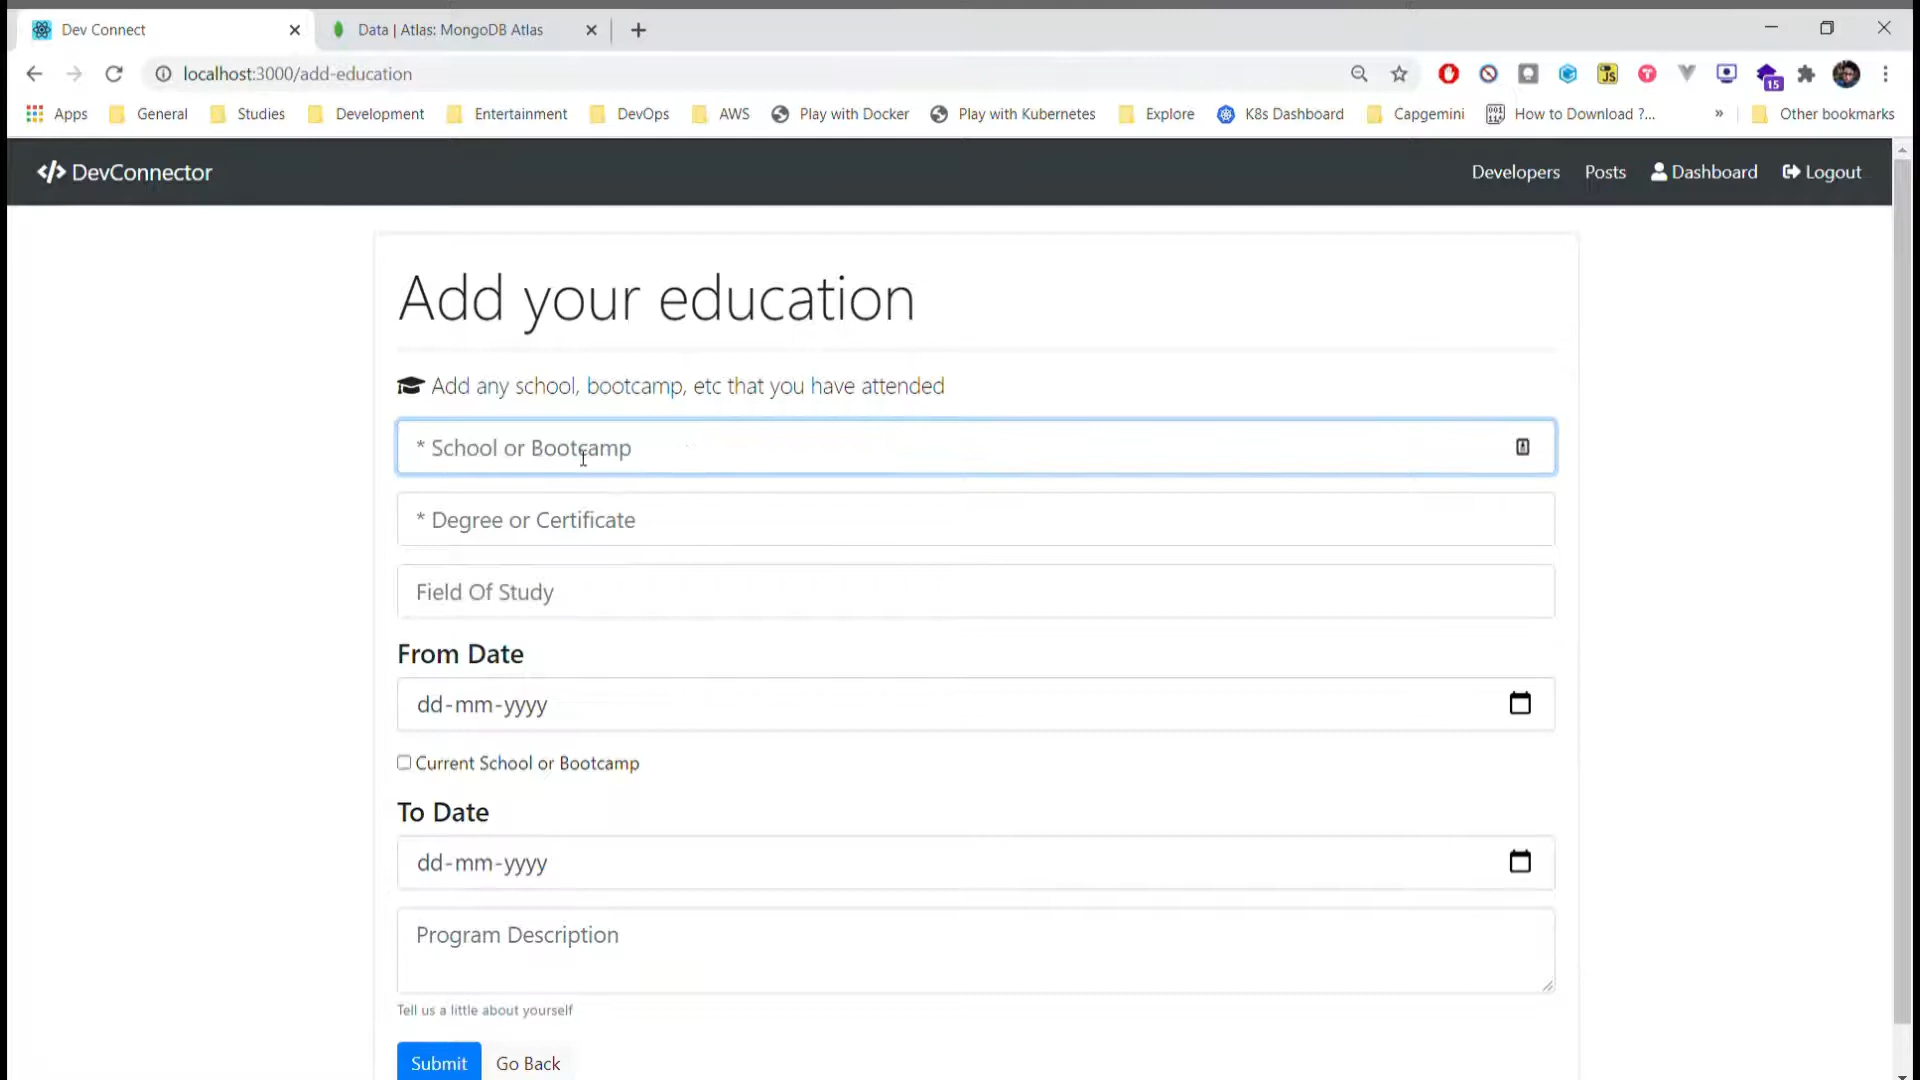 Dev Connect
Data | Atlas: MongoDB Atlas
localhost:3000/add-education
15
Apps General Studies Development Entertainment DevOps AWS Play with Docker Play with Kubernetes Explore K8s Dashboard Capgemini How to Download ?... » Other bookmarks
</> DevConnector
Developers Posts Dashboard Logout
Add your education
Add any school, bootcamp, etc that you have attended
* School or Bootcamp
* Degree or Certificate
Field Of Study
From Date
dd-mm-yyyy
Current School or Bootcamp
To Date
dd-mm-yyyy
Program Description
Tell us a little about yourself
Submit Go Back